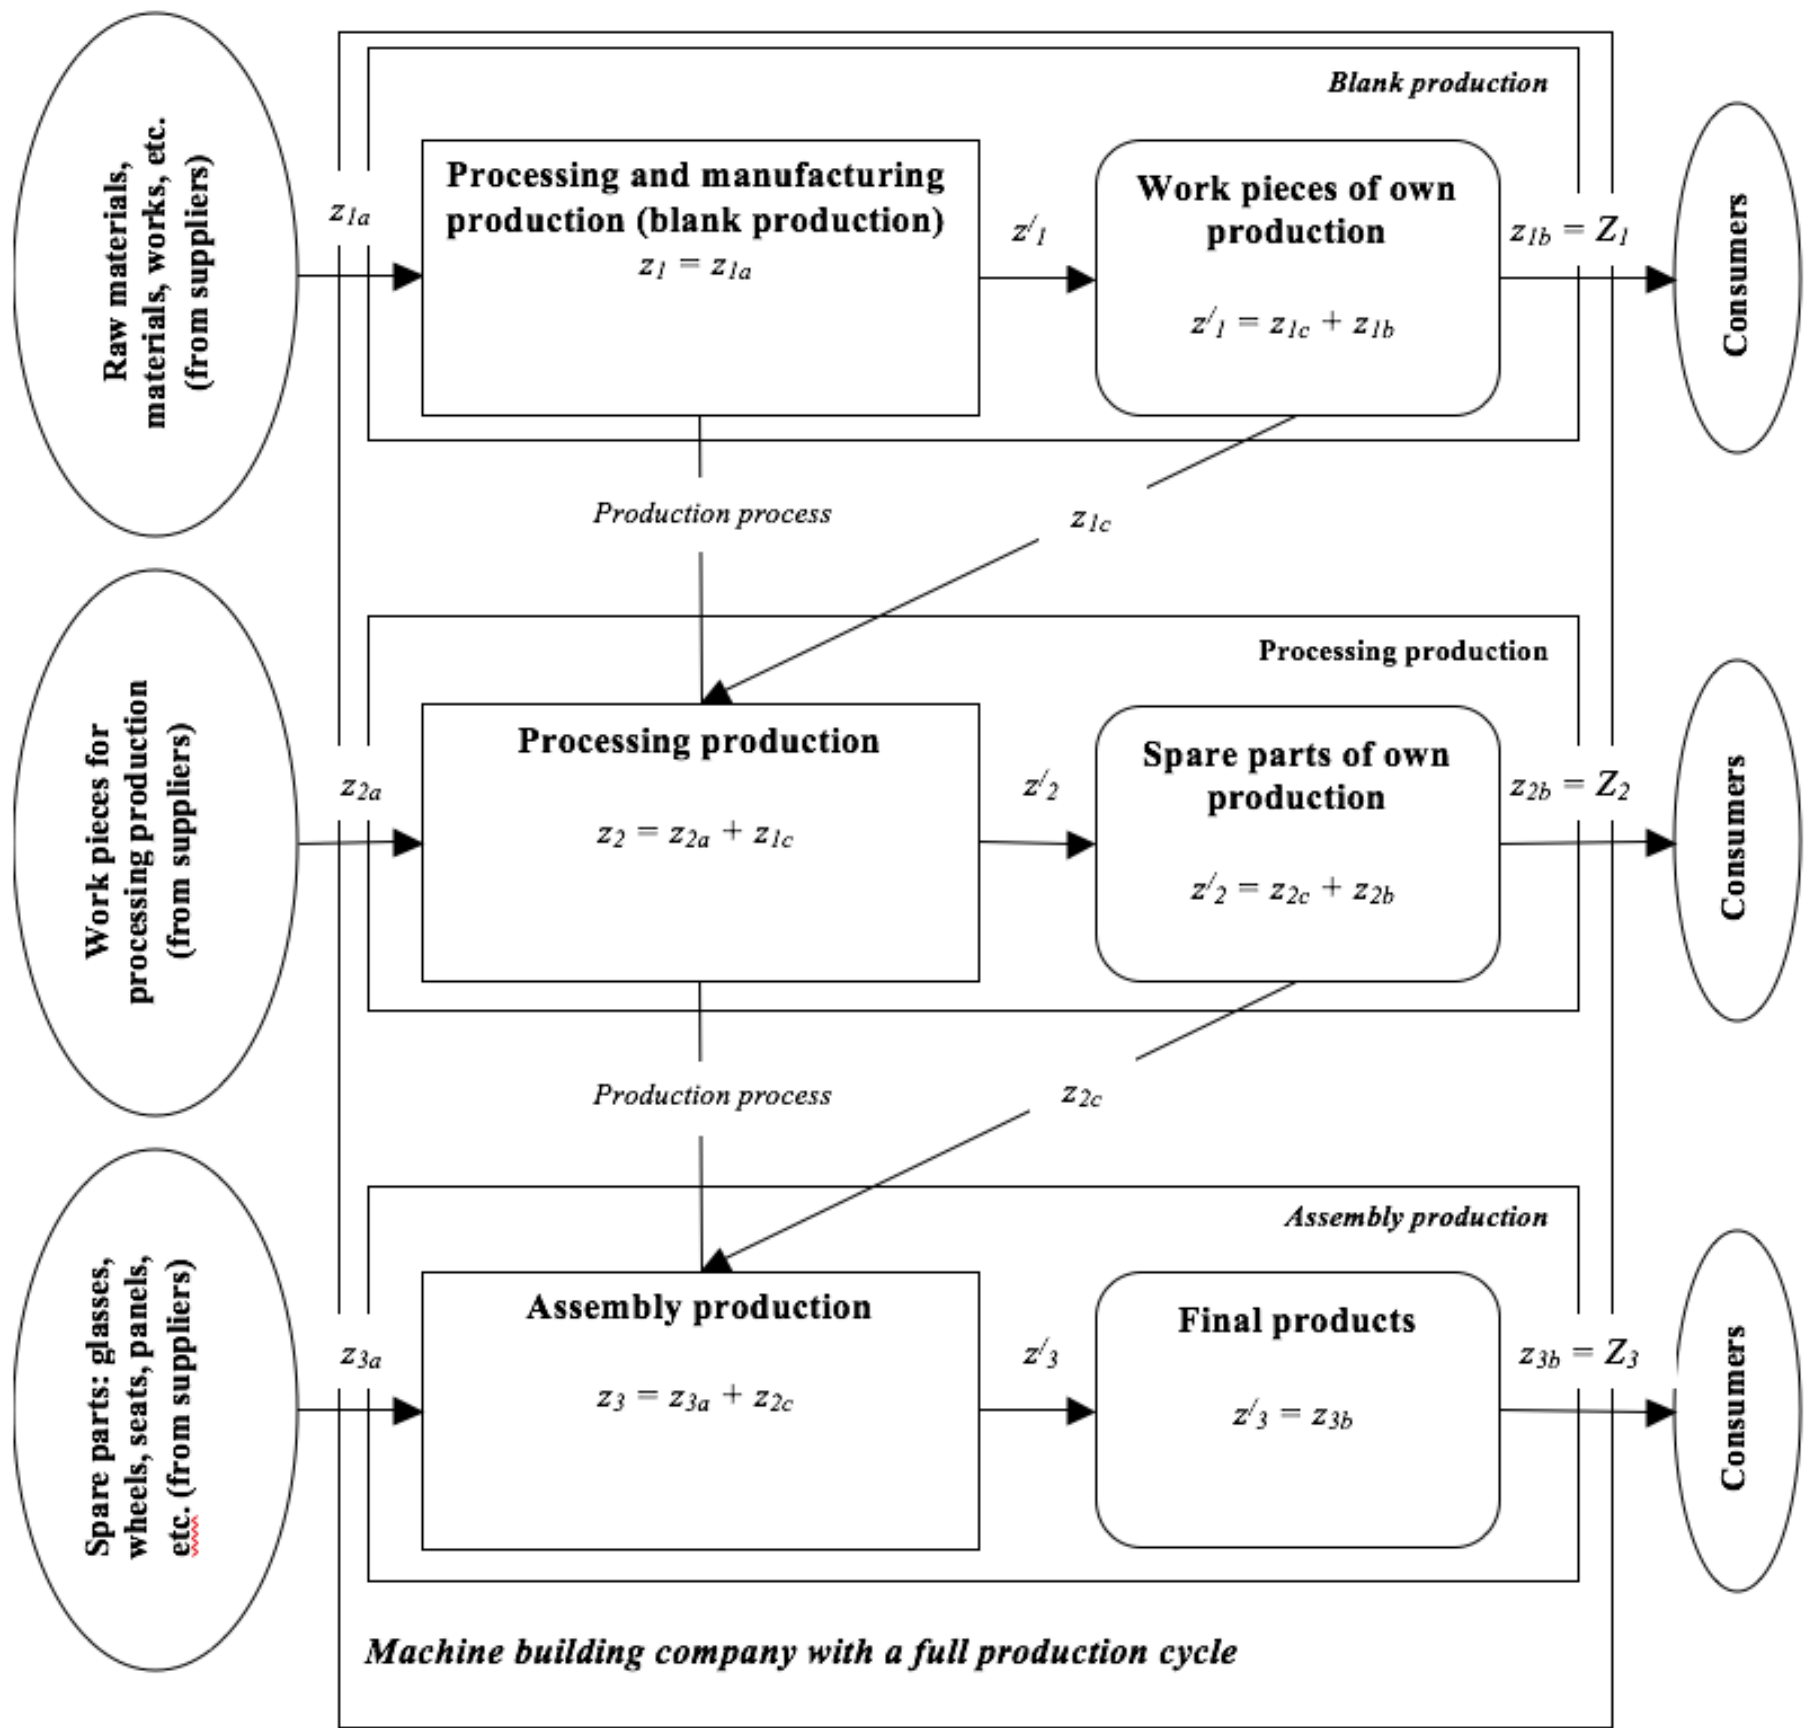 Blank production
Raw materials,
materials, works, etc.
(from suppliers)
z1a
Processing and manufacturing
production (blank production)
z1 = z1a
z/1
Work pieces of own
production
z/1 = z1c + z1b
z1b = Z1
Consumers
Production process
z1c
Processing production
Work pieces for
processing production
(from suppliers)
z2a
Processing production
z2 = z2a + z1c
z/2
Spare parts of own
production
z/2 = z2c + z2b
z2b = Z2
Consumers
Production process
z2c
Assembly production
Spare parts: glasses,
wheels, seats, panels,
etc. (from suppliers)
z3a
Assembly production
z3 = z3a + z2c
z/3
Final products
z/3 = z3b
z3b = Z3
Consumers
Machine building company with a full production cycle